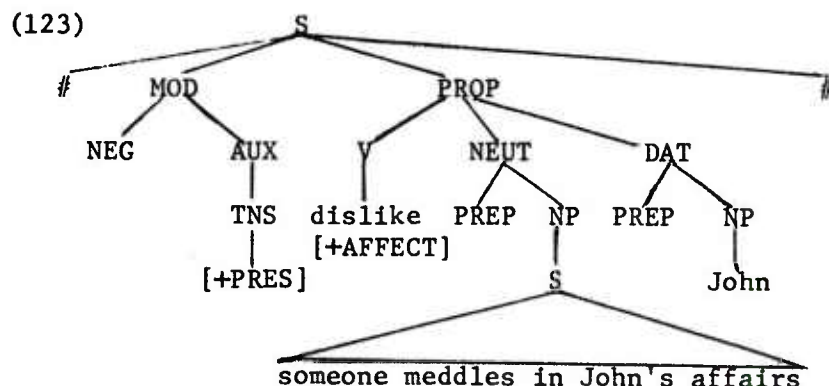 (123)
S
# MOD PROP #
NEG AUX V NEUT DAT
TNS dislike PREP NP PREP NP
[+PRES] [+AFFECT] S John
someone meddles in John's affairs